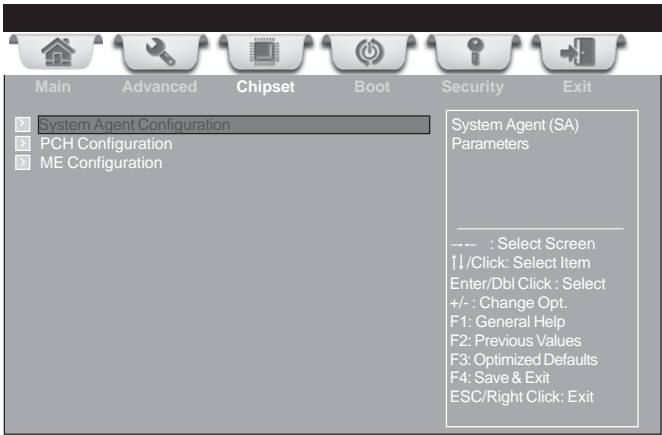 Main Advanced Chipset Boot Security Exit
System Agent Configuration
PCH Configuration
ME Configuration
System Agent (SA)
Parameters
→← : Select Screen
↑↓/Click: Select Item
Enter/Dbl Click : Select
+/- : Change Opt.
F1: General Help
F2: Previous Values
F3: Optimized Defaults
F4: Save & Exit
ESC/Right Click: Exit